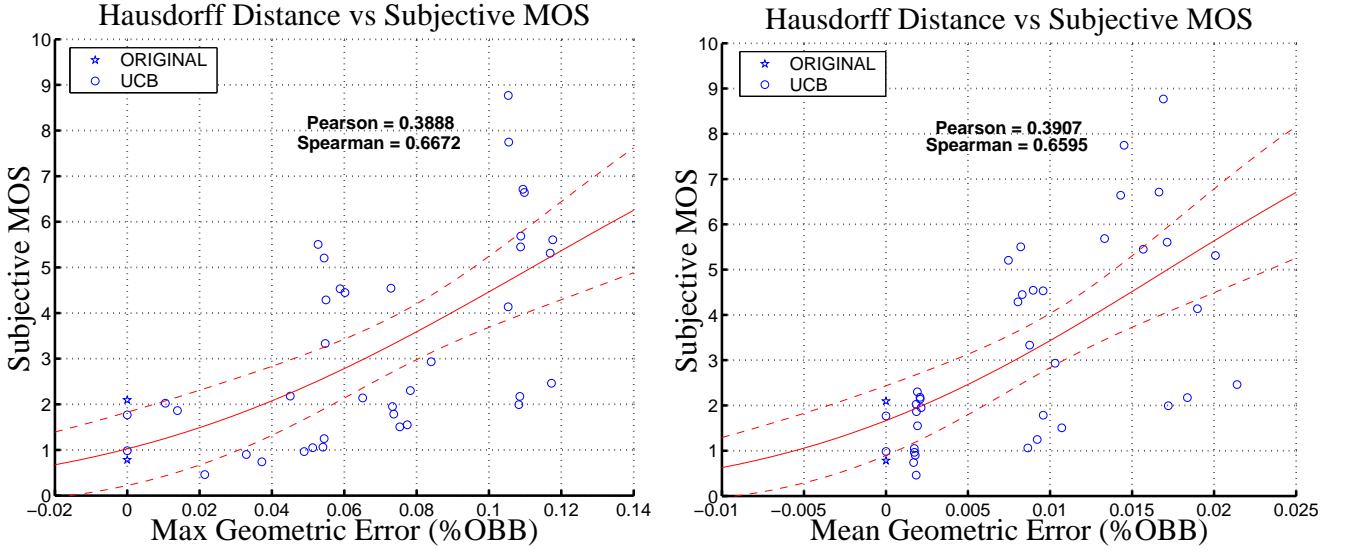 Hausdorff Distance vs Subjective MOS
10
9
8
7
6
5
4
3
2
1
0
ORIGINAL
UCB
Pearson = 0.3888
Spearman = 0.6672
Subjective MOS
−0.02 0 0.02 0.04 0.06 0.08 0.1 0.12 0.14
Max Geometric Error (%OBB)
Hausdorff Distance vs Subjective MOS
10
9
8
7
6
5
4
3
2
1
0
ORIGINAL
UCB
Pearson = 0.3907
Spearman = 0.6595
Subjective MOS
−0.01 −0.005 0 0.005 0.01 0.015 0.02 0.025
Mean Geometric Error (%OBB)